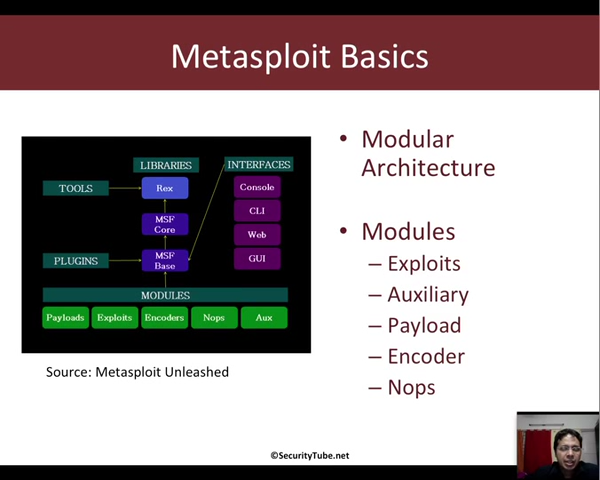 Metasploit Basics
LIBRARIES
INTERFACES
TOOLS
Rex
Console
MSF
Core
CLI
Web
PLUGINS
MSF
Base
GUI
MODULES
Payloads
Exploits
Encoders
Nops
Aux
Source: Metasploit Unleashed
• Modular
Architecture
• Modules
– Exploits
– Auxiliary
– Payload
– Encoder
– Nops
©SecurityTube.net